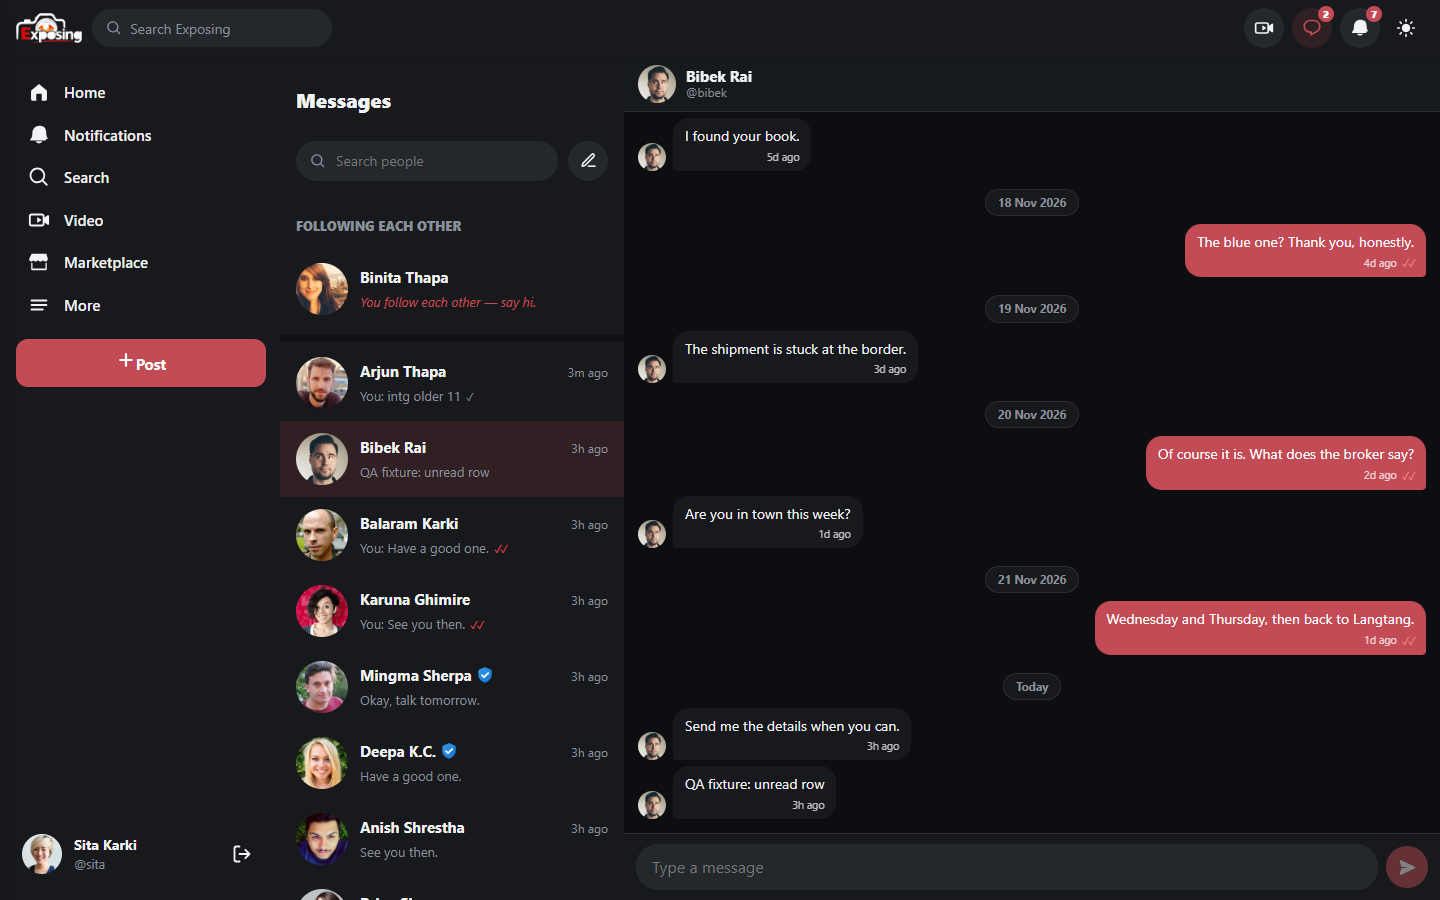 Exposing
Search Exposing
2
7
Home
Notifications
Search
Video
Marketplace
More
+ Post
Sita Karki
@sita
Messages
Search people
FOLLOWING EACH OTHER
Binita Thapa
You follow each other — say hi.
Arjun Thapa
3m ago
You: intg older 11 ✓
Bibek Rai
3h ago
QA fixture: unread row
Balaram Karki
3h ago
You: Have a good one. ✓✓
Karuna Ghimire
3h ago
You: See you then. ✓✓
Mingma Sherpa
3h ago
Okay, talk tomorrow.
Deepa K.C.
3h ago
Have a good one.
Anish Shrestha
3h ago
See you then.
Bibek Rai
@bibek
I found your book.
5d ago
18 Nov 2026
The blue one? Thank you, honestly.
4d ago ✓✓
19 Nov 2026
The shipment is stuck at the border.
3d ago
20 Nov 2026
Of course it is. What does the broker say?
2d ago ✓✓
Are you in town this week?
1d ago
21 Nov 2026
Wednesday and Thursday, then back to Langtang.
1d ago ✓✓
Today
Send me the details when you can.
3h ago
QA fixture: unread row
3h ago
Type a message